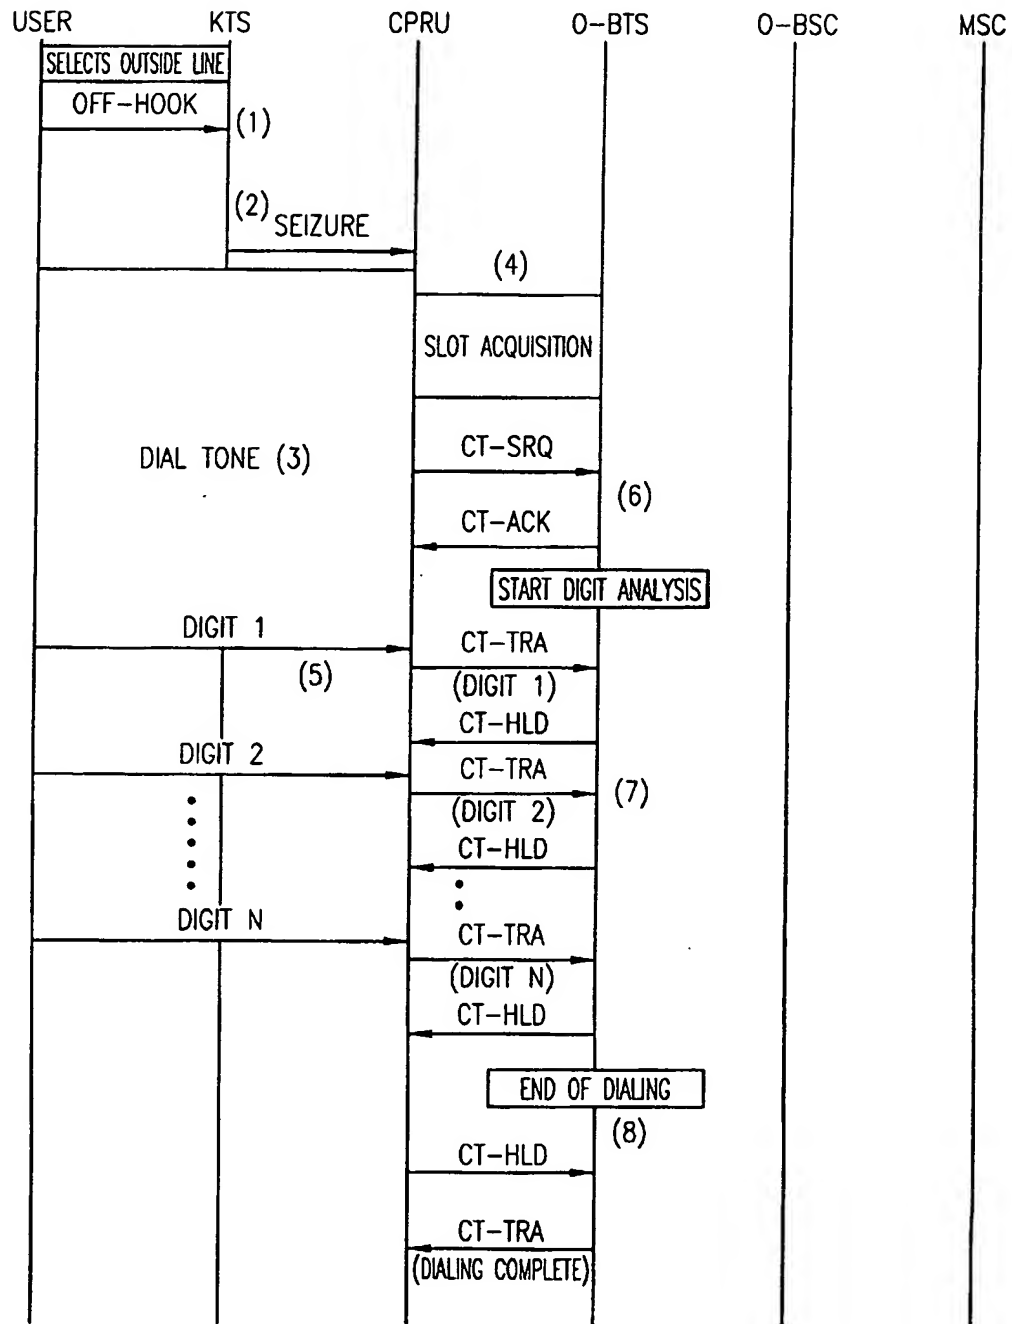 USER KTS CPRU O-BTS O-BSC MSC
SELECTS OUTSIDE LINE
OFF-HOOK
(1)
(2)
SEIZURE
(4)
SLOT ACQUISITION
CT-SRQ
DIAL TONE (3)
(6)
CT-ACK
START DIGIT ANALYSIS
DIGIT 1
CT-TRA
(5)
(DIGIT 1)
CT-HLD
DIGIT 2
CT-TRA
(7)
(DIGIT 2)
CT-HLD
DIGIT N
CT-TRA
(DIGIT N)
CT-HLD
END OF DIALING
(8)
CT-HLD
CT-TRA
(DIALING COMPLETE)